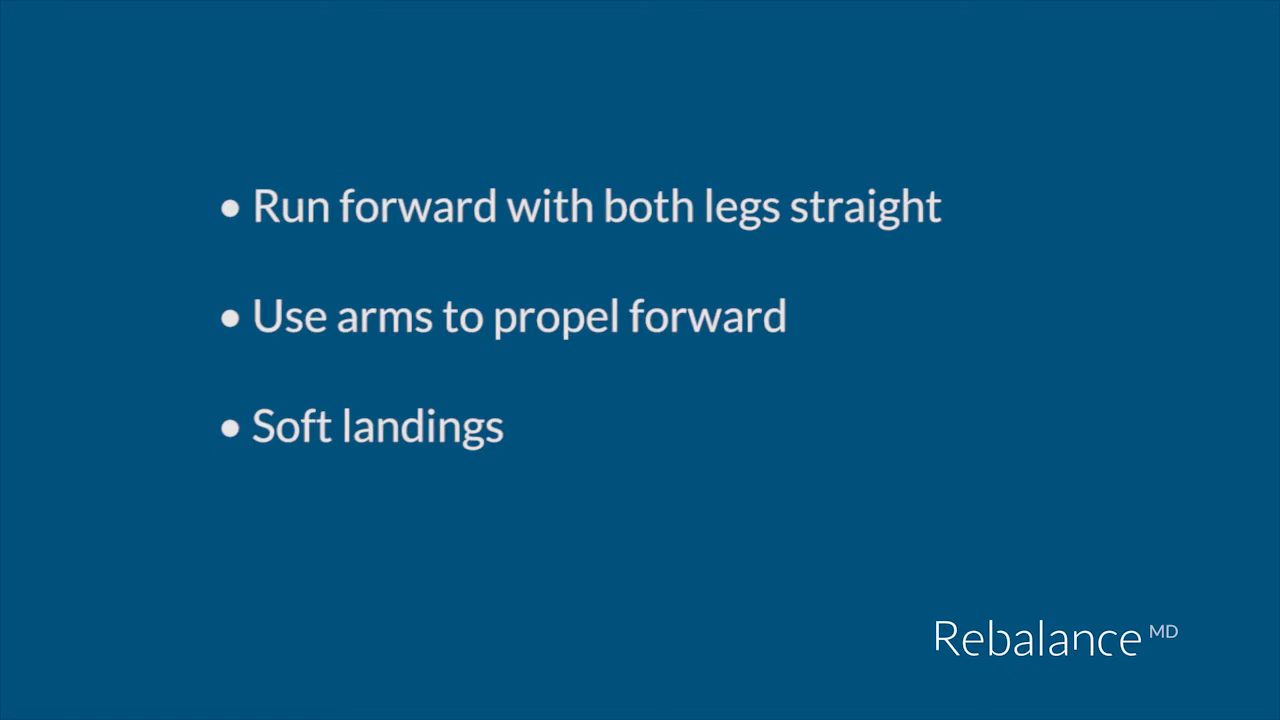 • Run forward with both legs straight
• Use arms to propel forward
• Soft landings
Rebalance MD